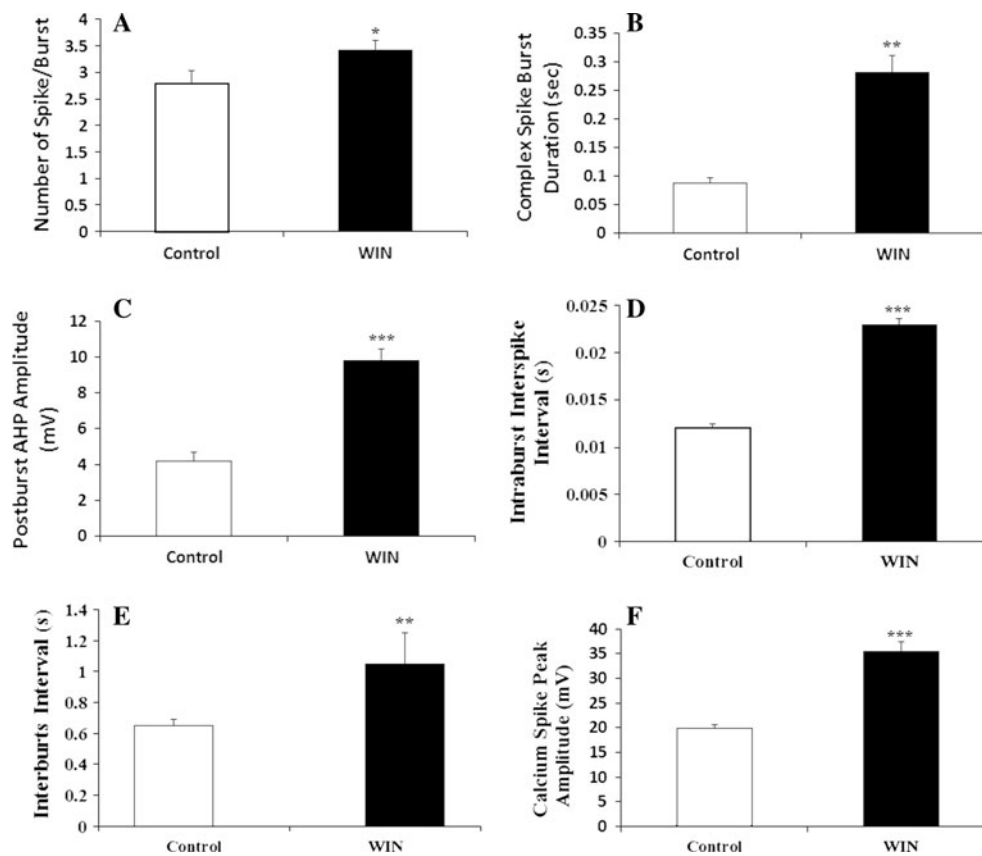 A
Number of Spike/Burst
4
3.5
3
2.5
2
1.5
1
0.5
0
*
Control
WIN
B
Complex Spike Burst
Duration (sec)
0.35
0.3
0.25
0.2
0.15
0.1
0.05
0
**
Control
WIN
C
Postburst AHP Amplitude
(mV)
12
10
8
6
4
2
0
***
Control
WIN
D
Intraburst Interspike
Interval (s)
0.025
0.02
0.015
0.01
0.005
0
***
Control
WIN
E
Interburts Interval (s)
1.4
1.2
1
0.8
0.6
0.4
0.2
0
**
Control
WIN
F
Calcium Spike Peak
Amplitude (mV)
40
35
30
25
20
15
10
5
0
***
Control
WIN